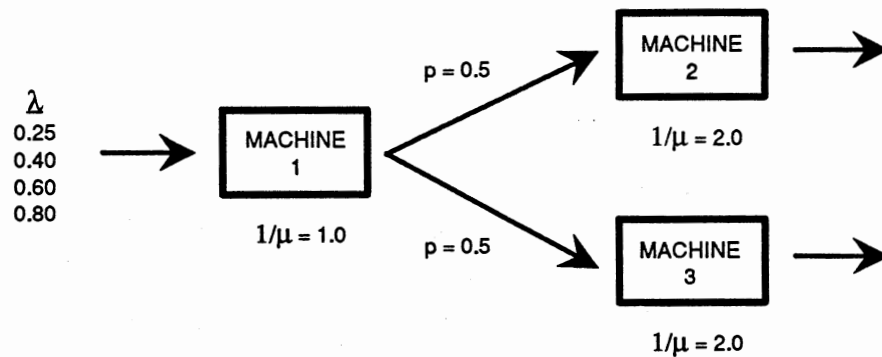 λ
0.25
0.40
0.60
0.80
MACHINE
1
1/μ = 1.0
p = 0.5
p = 0.5
MACHINE
2
1/μ = 2.0
MACHINE
3
1/μ = 2.0